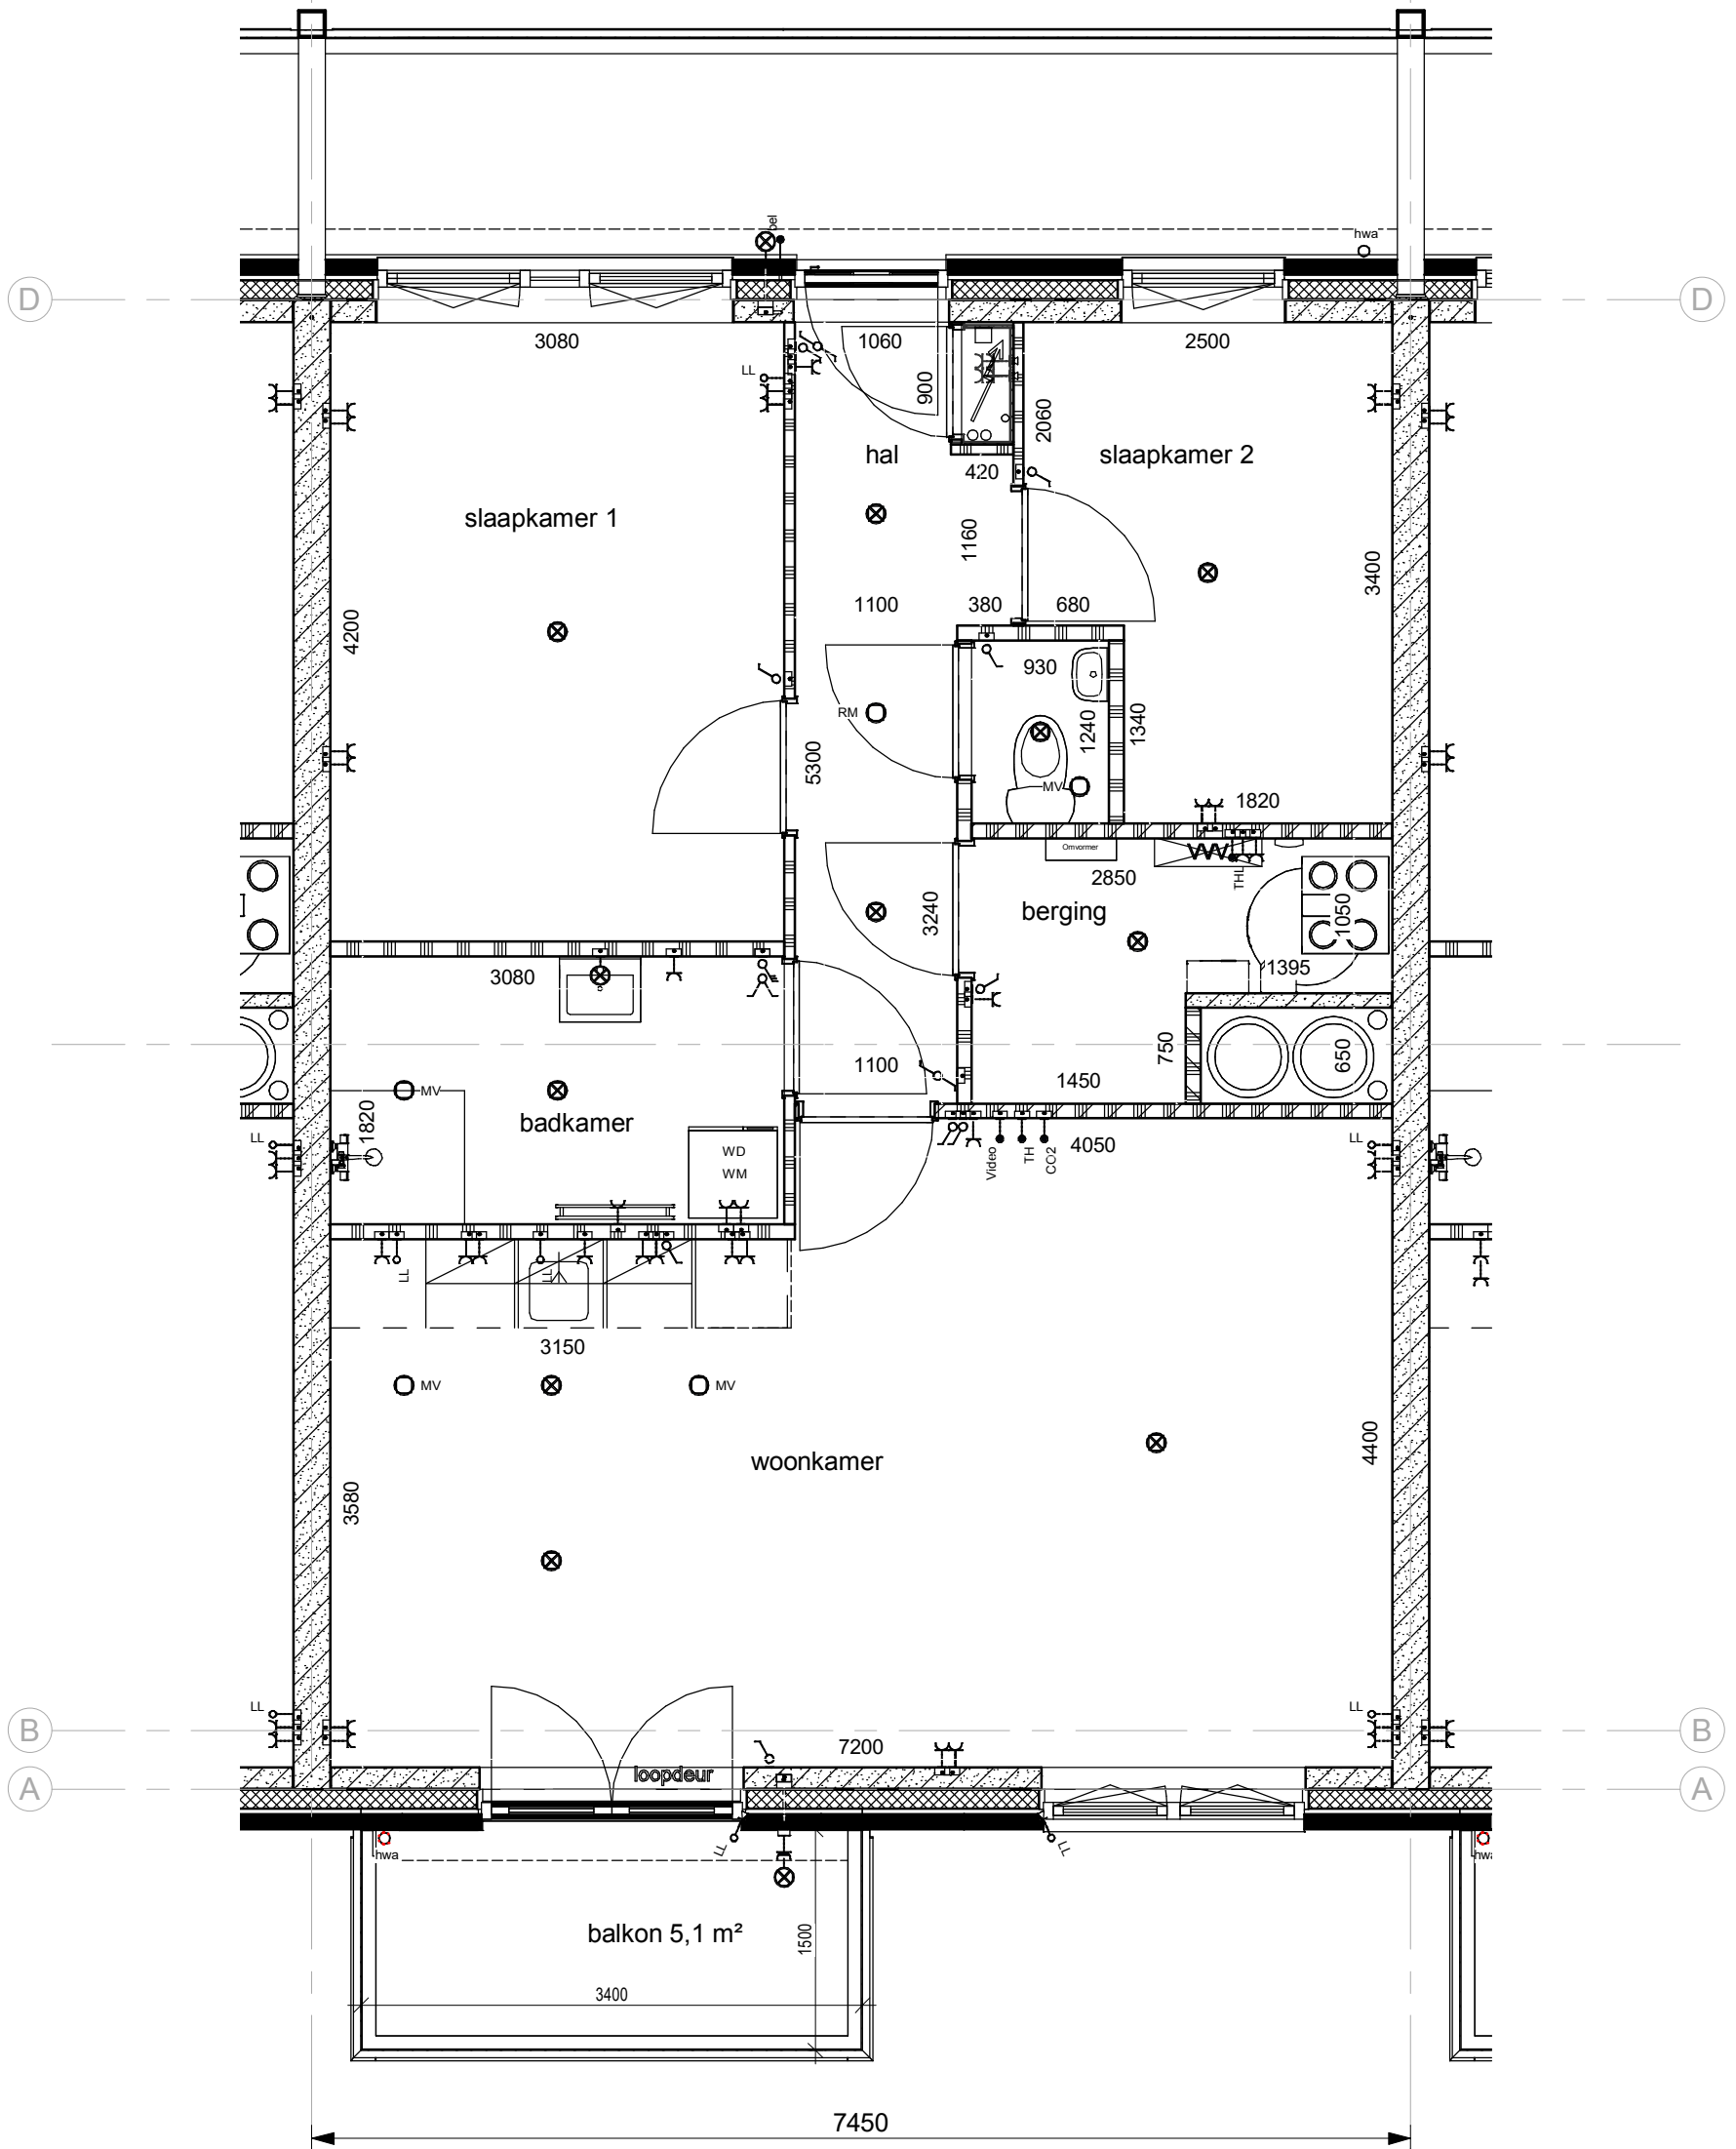 bel
hwa
D
D
3080
1060
2500
LL
900
2060
hal
slaapkamer 2
420
slaapkamer 1
1160
3400
4200
1100
380
680
930
RM
1240
1340
5300
MV
1820
Omvormer
2850
THL
berging
1050
3240
3080
1395
750
650
1100
1450
MV
badkamer
1820
LL
WD
WM
Video
TH
CO2
4050
LL
LL
LL
3150
MV
MV
woonkamer
4400
3580
LL
LL
B
B
7200
loopdeur
A
A
hwa
LL
LL
hwa
balkon 5,1 m²
1500
3400
7450